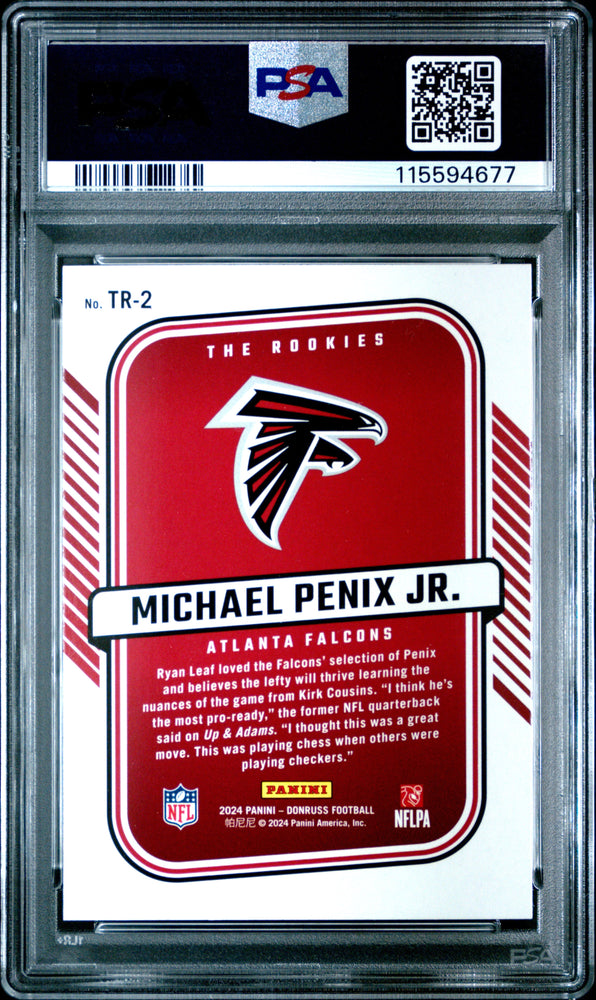 PSA
115594677
No. TR-2
THE ROOKIES
MICHAEL PENIX JR.
ATLANTA FALCONS
Ryan Leaf loved the Falcons' selection of Penix
and believes the lefty will thrive learning the
nuances of the game from Kirk Cousins. "I think he's
the most pro-ready," the former NFL quarterback
said on Up & Adams. "I thought this was a great
move. This was playing chess when others were
playing checkers."
PANINI
NFL
2024 PANINI – DONRUSS FOOTBALL
帕尼尼 © 2024 Panini America, Inc.
NFLPA
PSA